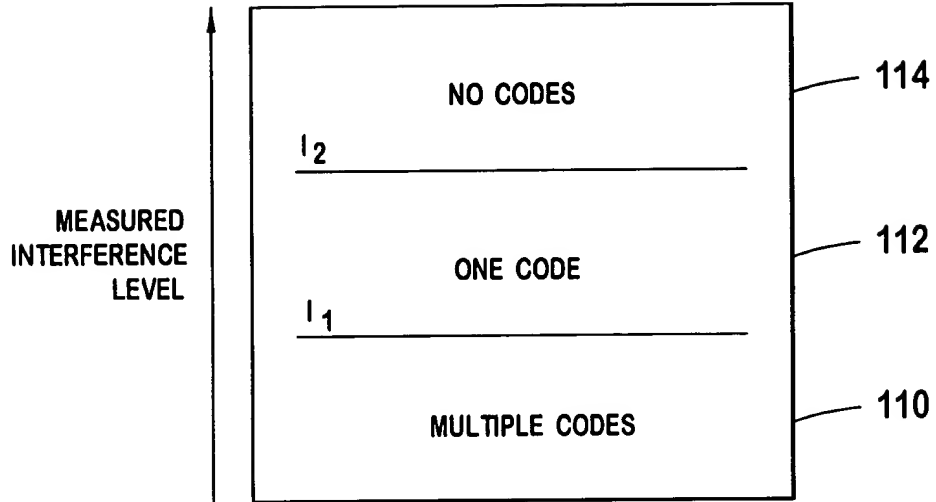 NO CODES
114
I2
MEASURED
INTERFERENCE
LEVEL
ONE CODE
112
I1
MULTIPLE CODES
110